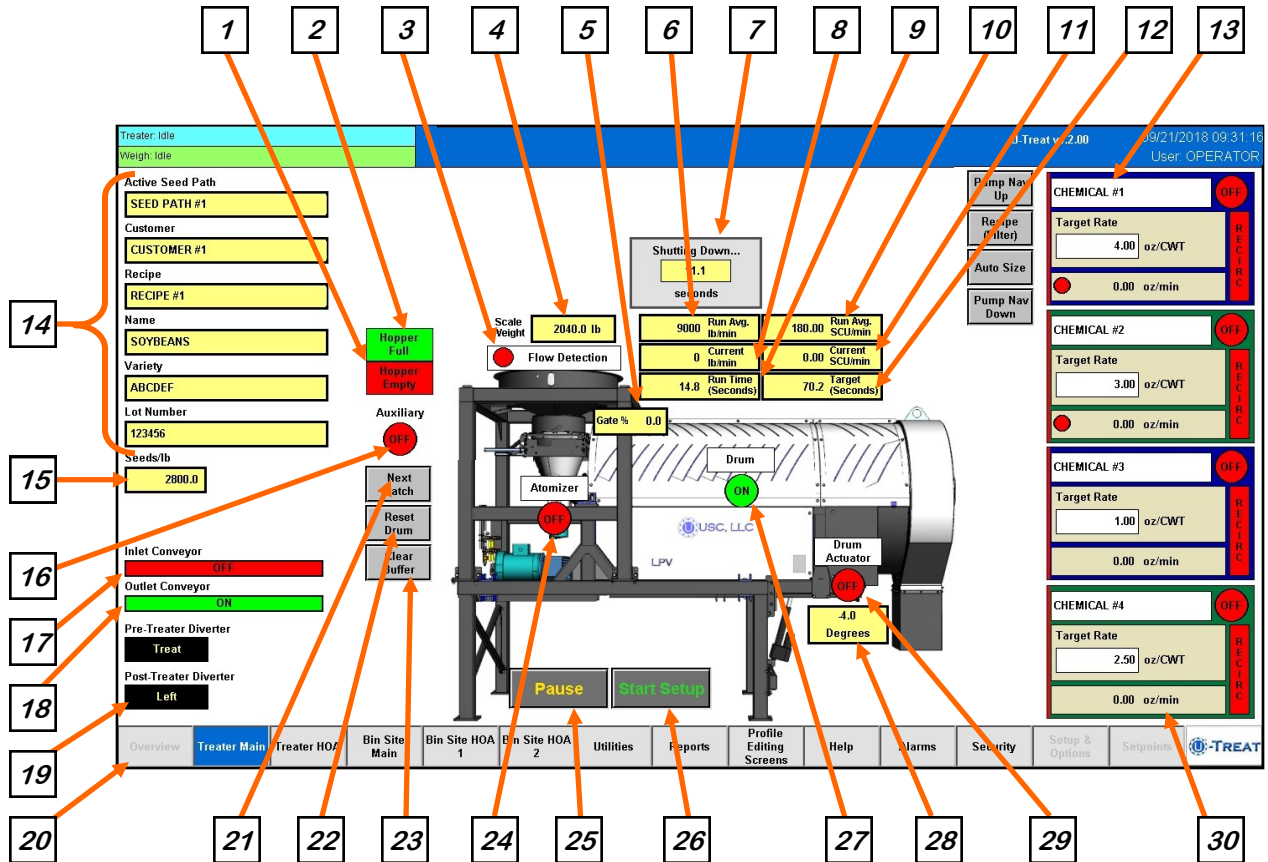 1 2 3 4 5 6 7 8 9 10 11 12 13
Treater: Idle
Weigh: Idle
09/21/2018 09:31:16
User: OPERATOR
Active Seed Path
SEED PATH #1
Customer
CUSTOMER #1
Recipe
RECIPE #1
Name
SOYBEANS
Variety
ABCDEF
Lot Number
123456
Seeds/lb
2800.0
14
15
16
17
18
19
20
Inlet Conveyor
OFF
Outlet Conveyor
ON
Pre-Treater Diverter
Treat
Post-Treater Diverter
Left
Hopper
Full
Hopper
Empty
Auxiliary
OFF
Next
Batch
Reset
Drum
Clear
Buffer
Scale
Weight
2040.0 lb
Flow Detection
Shutting Down...
11.1
seconds
9000 Run Avg.
lb/min
180.00 Run Avg.
SCU/min
0 Current
lb/min
0.00 Current
SCU/min
14.8 Run Time
(Seconds)
70.2 Target
(Seconds)
Gate % 0.0
Atomizer
OFF
Drum
ON
USC, LLC
LPV
Drum
Actuator
OFF
-4.0
Degrees
Pause
Start Setup
Pump Nav
Up
Recipe
(Filter)
Auto Size
Pump Nav
Down
CHEMICAL #1
OFF
Target Rate
4.00 oz/CWT
0.00 oz/min
RECIRC
CHEMICAL #2
OFF
Target Rate
3.00 oz/CWT
0.00 oz/min
RECIRC
CHEMICAL #3
OFF
Target Rate
1.00 oz/CWT
0.00 oz/min
RECIRC
CHEMICAL #4
OFF
Target Rate
2.50 oz/CWT
0.00 oz/min
RECIRC
Overview
Treater Main
Treater HOA
Bin Site
Main
Bin Site HOA
1
Bin Site HOA
2
Utilities
Reports
Profile
Editing
Screens
Help
Alarms
Security
Setup &
Options
Setpoints
U-TREAT
21 22 23 24 25 26 27 28 29 30